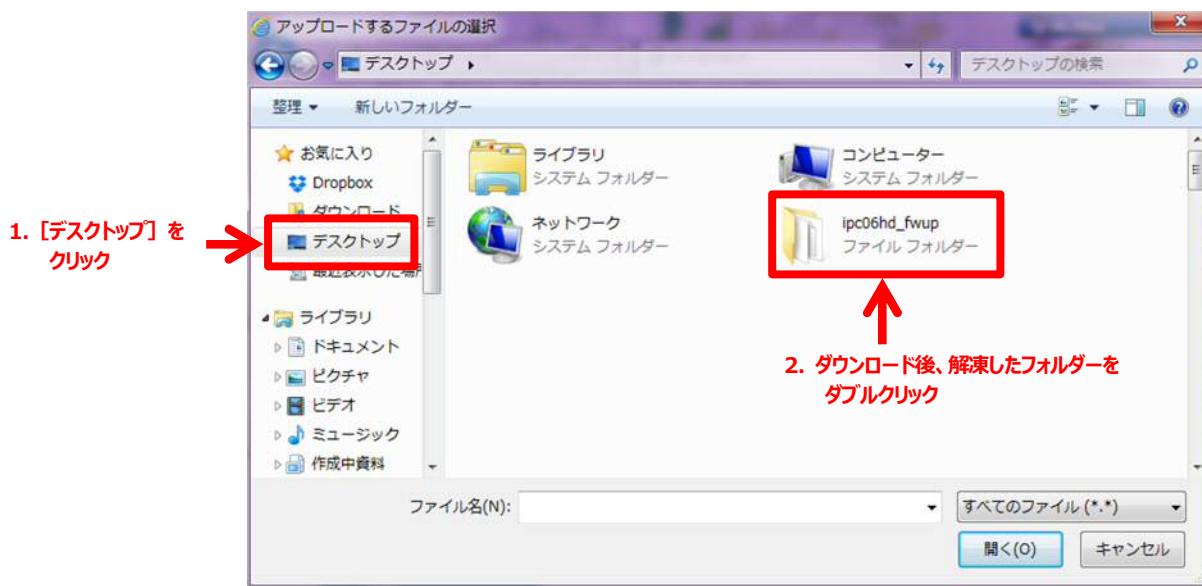 アップロードするファイルの選択
デスクトップ
デスクトップの検索
整理
新しいフォルダー
お気に入り
Dropbox
ダウンロード
デスクトップ
最近表示した場所
ライブラリ
ドキュメント
ピクチャ
ビデオ
ミュージック
作成中資料
ライブラリ
システム フォルダー
コンピューター
システム フォルダー
ネットワーク
システム フォルダー
ipc06hd_fwup
ファイル フォルダー
1. [デスクトップ] を
クリック
2. ダウンロード後、解凍したフォルダーを
ダブルクリック
ファイル名(N):
すべてのファイル (*.*)
開く(O)
キャンセル